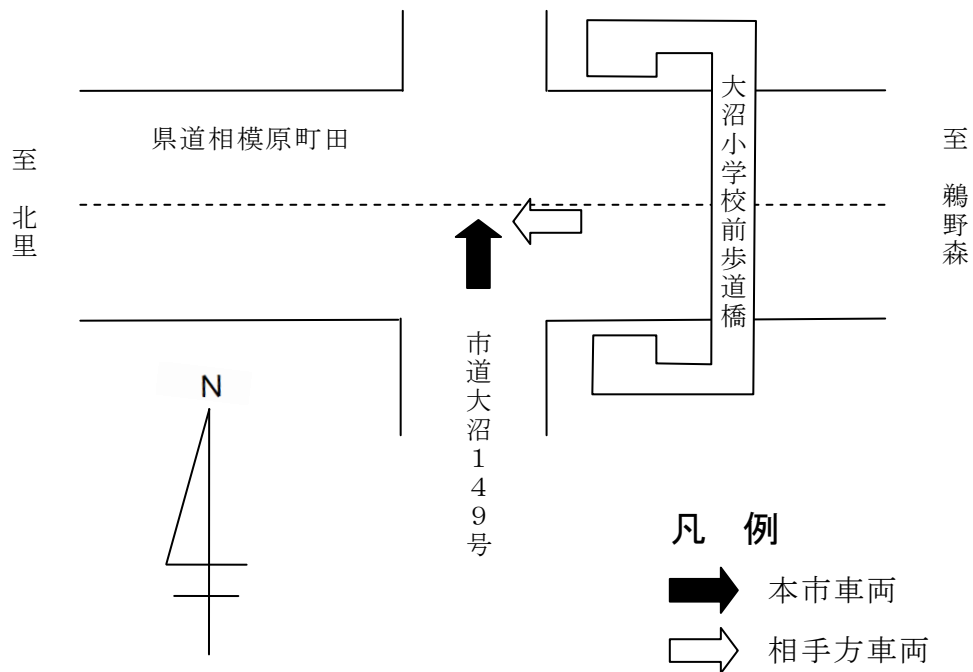 県道相模原町田
至 北里
大沼小学校前歩道橋
至 鵜野森
市道大沼149号
N
凡 例
本市車両
相手方車両